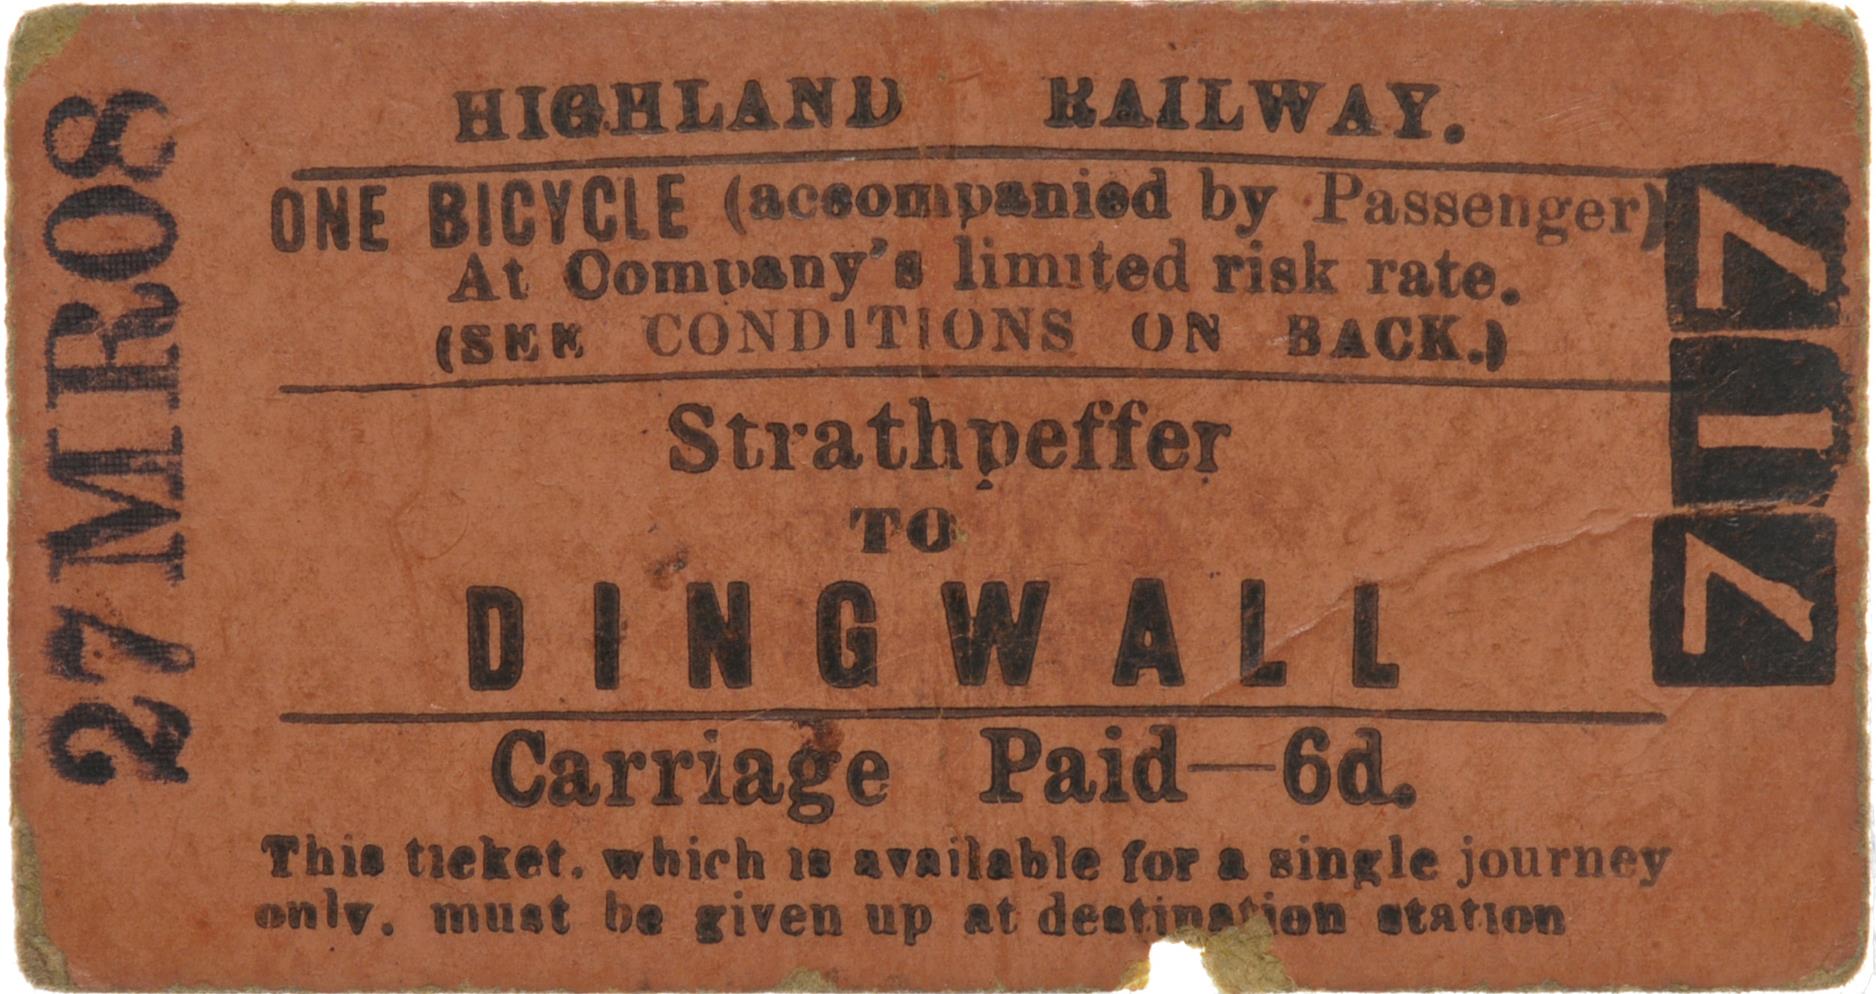 27 MR 08
HIGHLAND RAILWAY.
ONE BICYCLE (accompanied by Passenger)
At Company's limited risk rate.
(SEE CONDITIONS ON BACK.)
Strathpeffer
TO
DINGWALL
Carriage Paid—6d.
This ticket, which is available for a single journey
only, must be given up at destination station
717